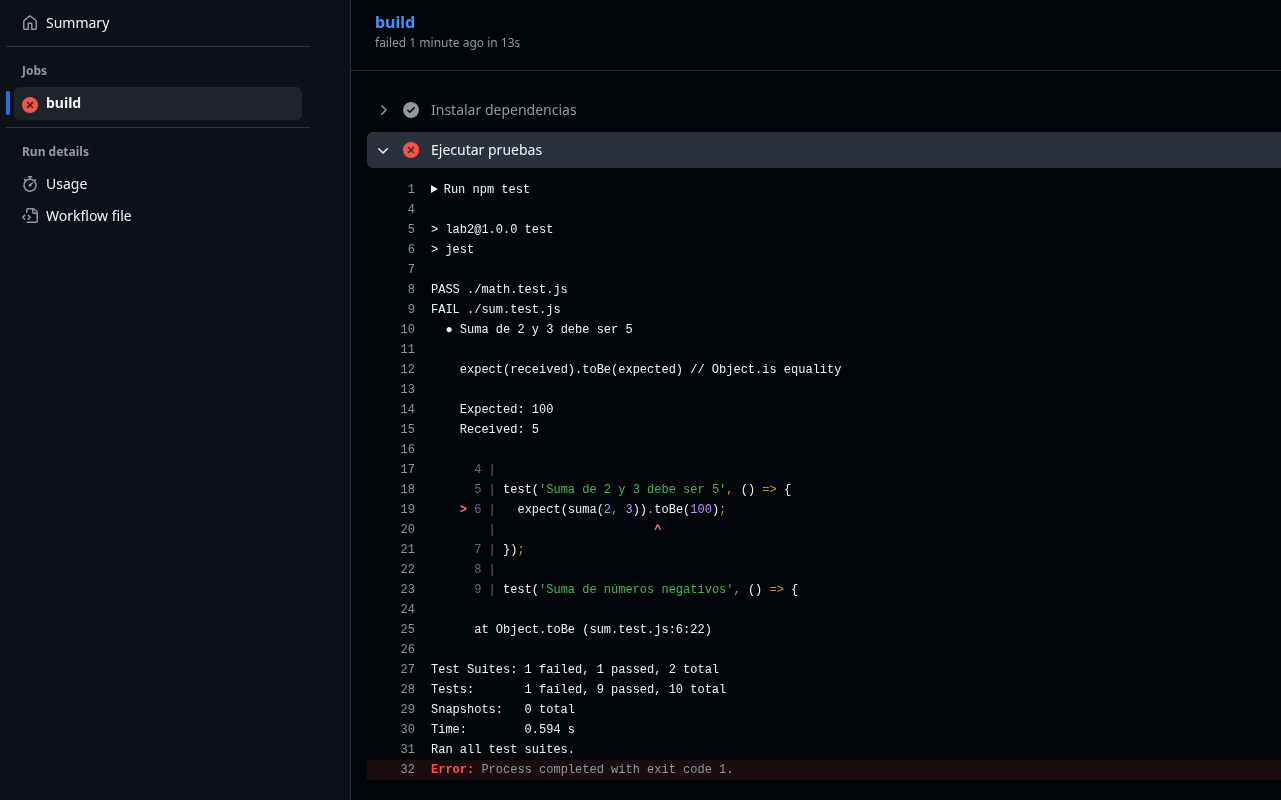 Summary
Jobs
build
Run details
Usage
Workflow file
build
failed 1 minute ago in 13s
Instalar dependencias
Ejecutar pruebas
1 Run npm test
4
5 > lab2@1.0.0 test
6 > jest
7
8 PASS ./math.test.js
9 FAIL ./sum.test.js
10 ● Suma de 2 y 3 debe ser 5
11
12 expect(received).toBe(expected) // Object.is equality
13
14 Expected: 100
15 Received: 5
16
17 4 |
18 5 | test('Suma de 2 y 3 debe ser 5', () => {
19 > 6 | expect(suma(2, 3)).toBe(100);
20 | ^
21 7 | });
22 8 |
23 9 | test('Suma de números negativos', () => {
24
25 at Object.toBe (sum.test.js:6:22)
26
27 Test Suites: 1 failed, 1 passed, 2 total
28 Tests: 1 failed, 9 passed, 10 total
29 Snapshots: 0 total
30 Time: 0.594 s
31 Ran all test suites.
32 Error: Process completed with exit code 1.